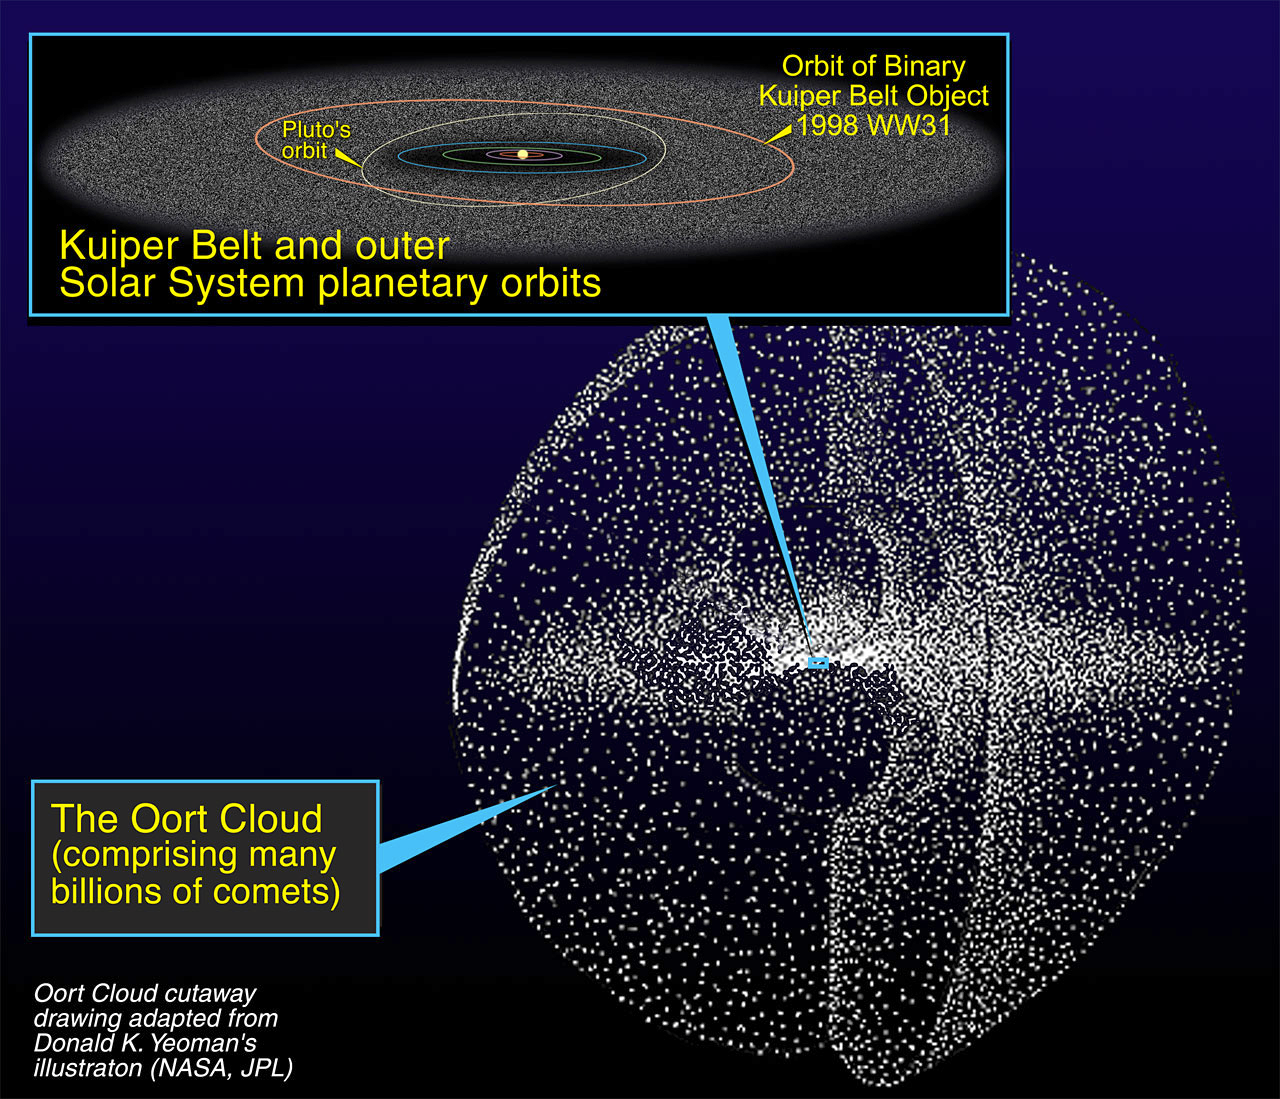 Orbit of Binary
Kuiper Belt Object
1998 WW31
Pluto's
orbit
Kuiper Belt and outer
Solar System planetary orbits
The Oort Cloud
(comprising many
billions of comets)
Oort Cloud cutaway
drawing adapted from
Donald K. Yeoman's
illustraton (NASA, JPL)